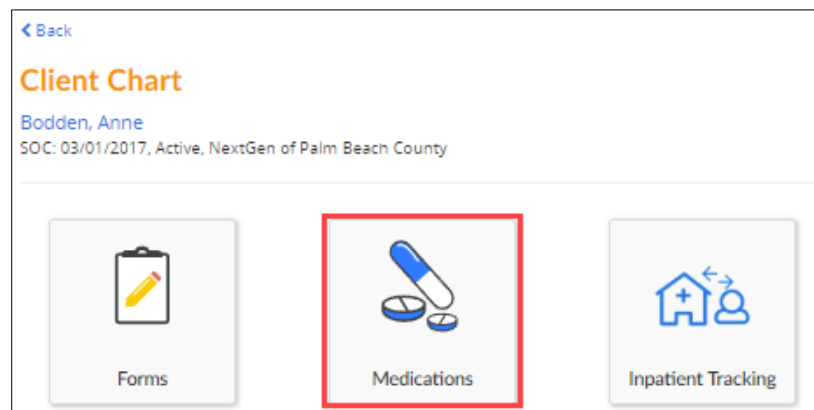 Back
Client Chart
Bodden, Anne
SOC: 03/01/2017, Active, NextGen of Palm Beach County
Forms
Medications
Inpatient Tracking